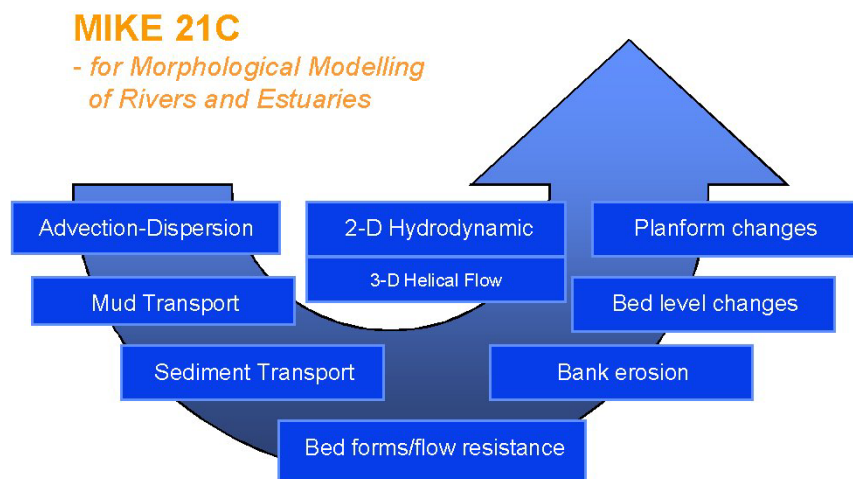 MIKE 21C
- for Morphological Modelling
of Rivers and Estuaries
Advection-Dispersion
2-D Hydrodynamic
Planform changes
3-D Helical Flow
Mud Transport
Bed level changes
Sediment Transport
Bank erosion
Bed forms/flow resistance